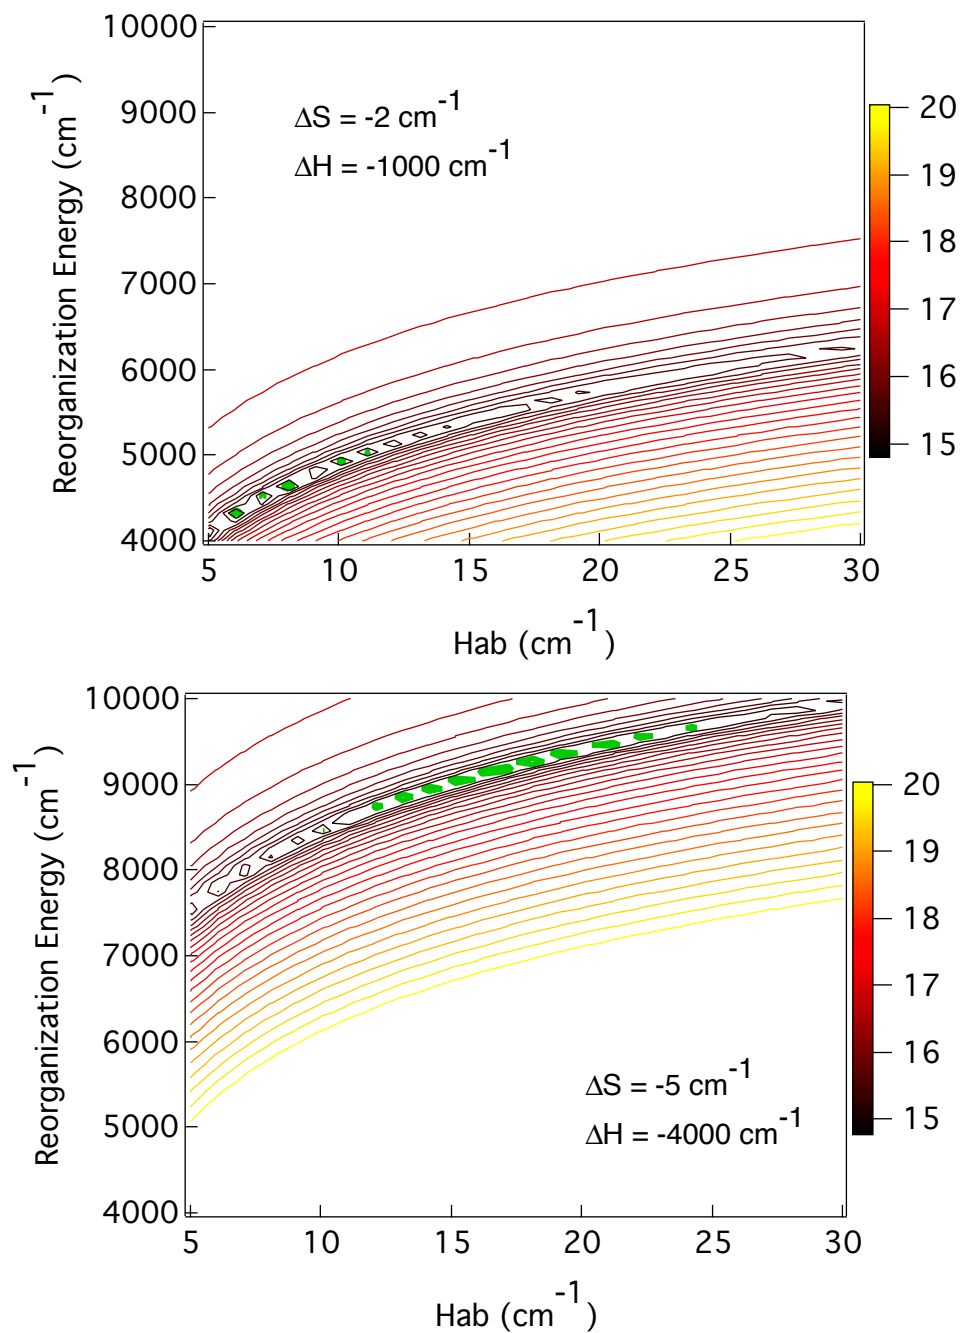 10000
9000
8000
7000
6000
5000
4000
Reorganization Energy (cm-1)
ΔS = -2 cm-1
ΔH = -1000 cm-1
20
19
18
17
16
15
5 10 15 20 25 30
Hab (cm-1)
10000
9000
8000
7000
6000
5000
4000
Reorganization Energy (cm-1)
20
19
18
17
16
15
ΔS = -5 cm-1
ΔH = -4000 cm-1
5 10 15 20 25 30
Hab (cm-1)